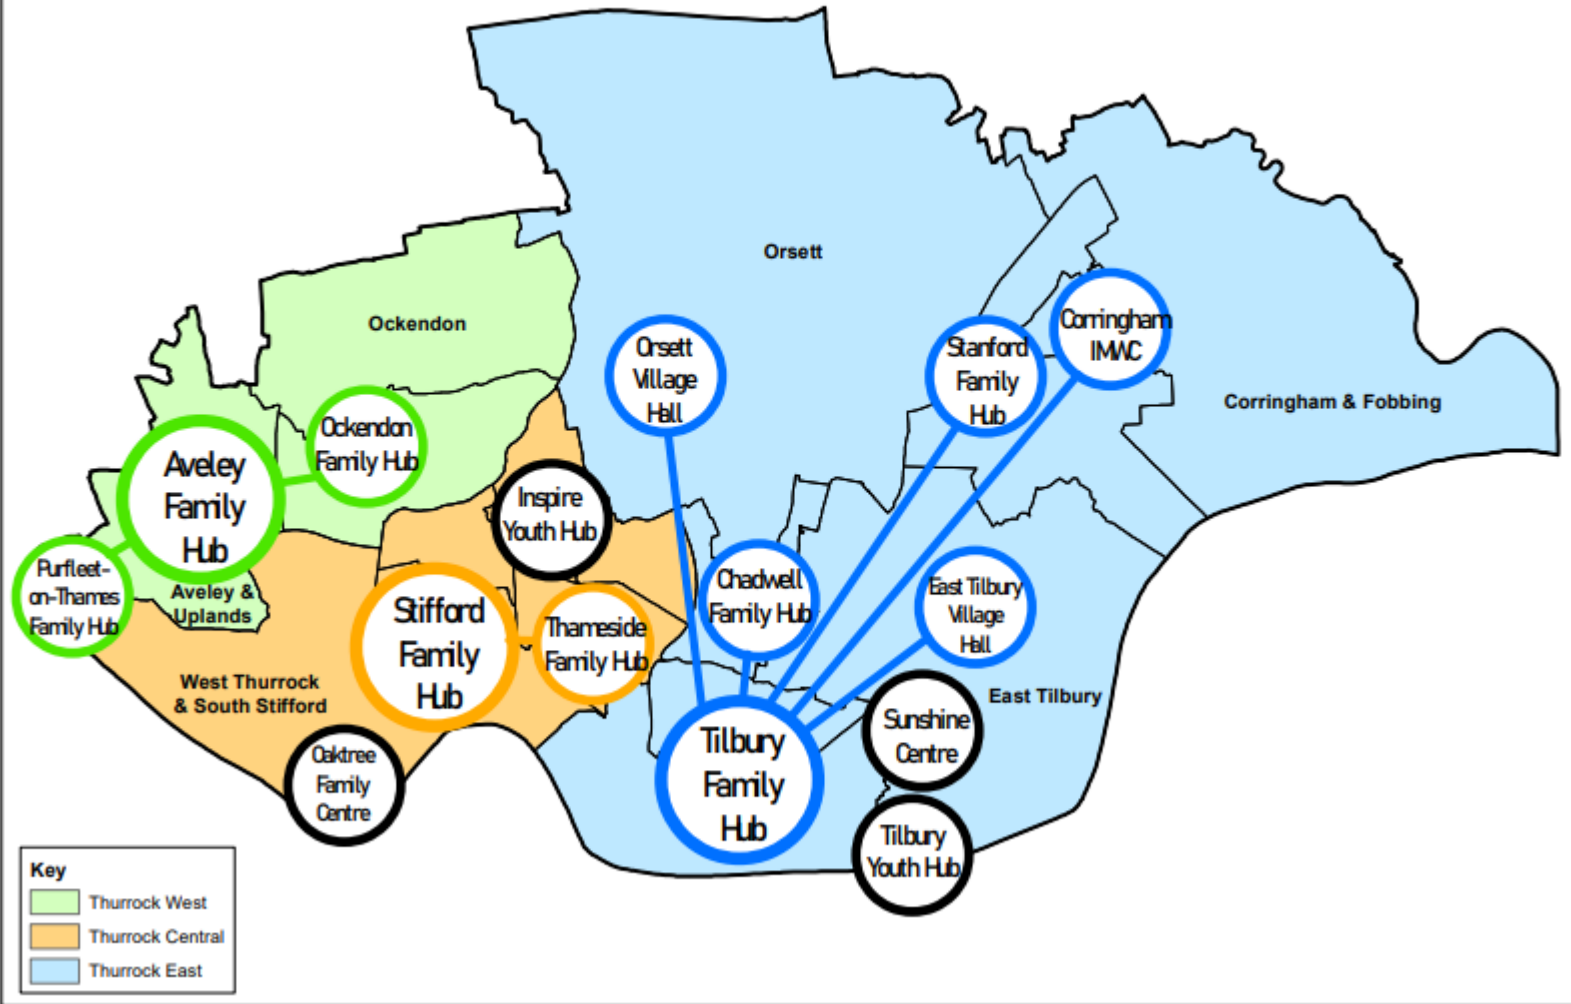 Orsett
Ockendon
Orsett
Village
Hall
Stanford
Family
Hub
Corringham
IMWC
Corringham & Fobbing
Ockendon
Family Hub
Aveley
Family
Hub
Inspire
Youth Hub
Purfleet-
on-Thames
Family Hub
Aveley &
Uplands
Stifford
Family
Hub
Thameside
Family Hub
Chadwell
Family Hub
East Tilbury
Village
Hall
West Thurrock
& South Stifford
East Tilbury
Oaktree
Family
Centre
Tilbury
Family
Hub
Sunshine
Centre
Tilbury
Youth Hub
Key
Thurrock West
Thurrock Central
Thurrock East